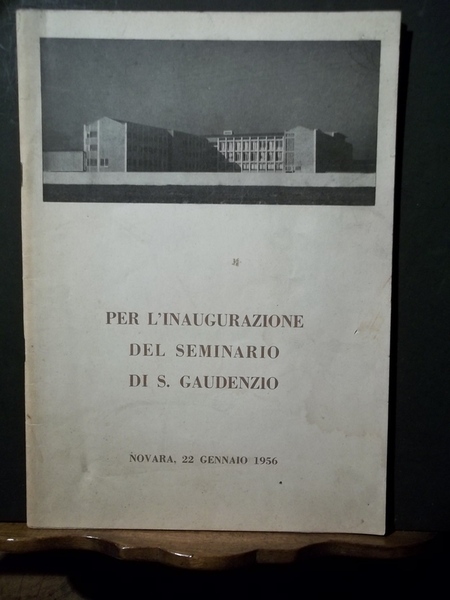 PER L'INAUGURAZIONE
DEL SEMINARIO
DI S. GAUDENZIO
NOVARA, 22 GENNAIO 1956